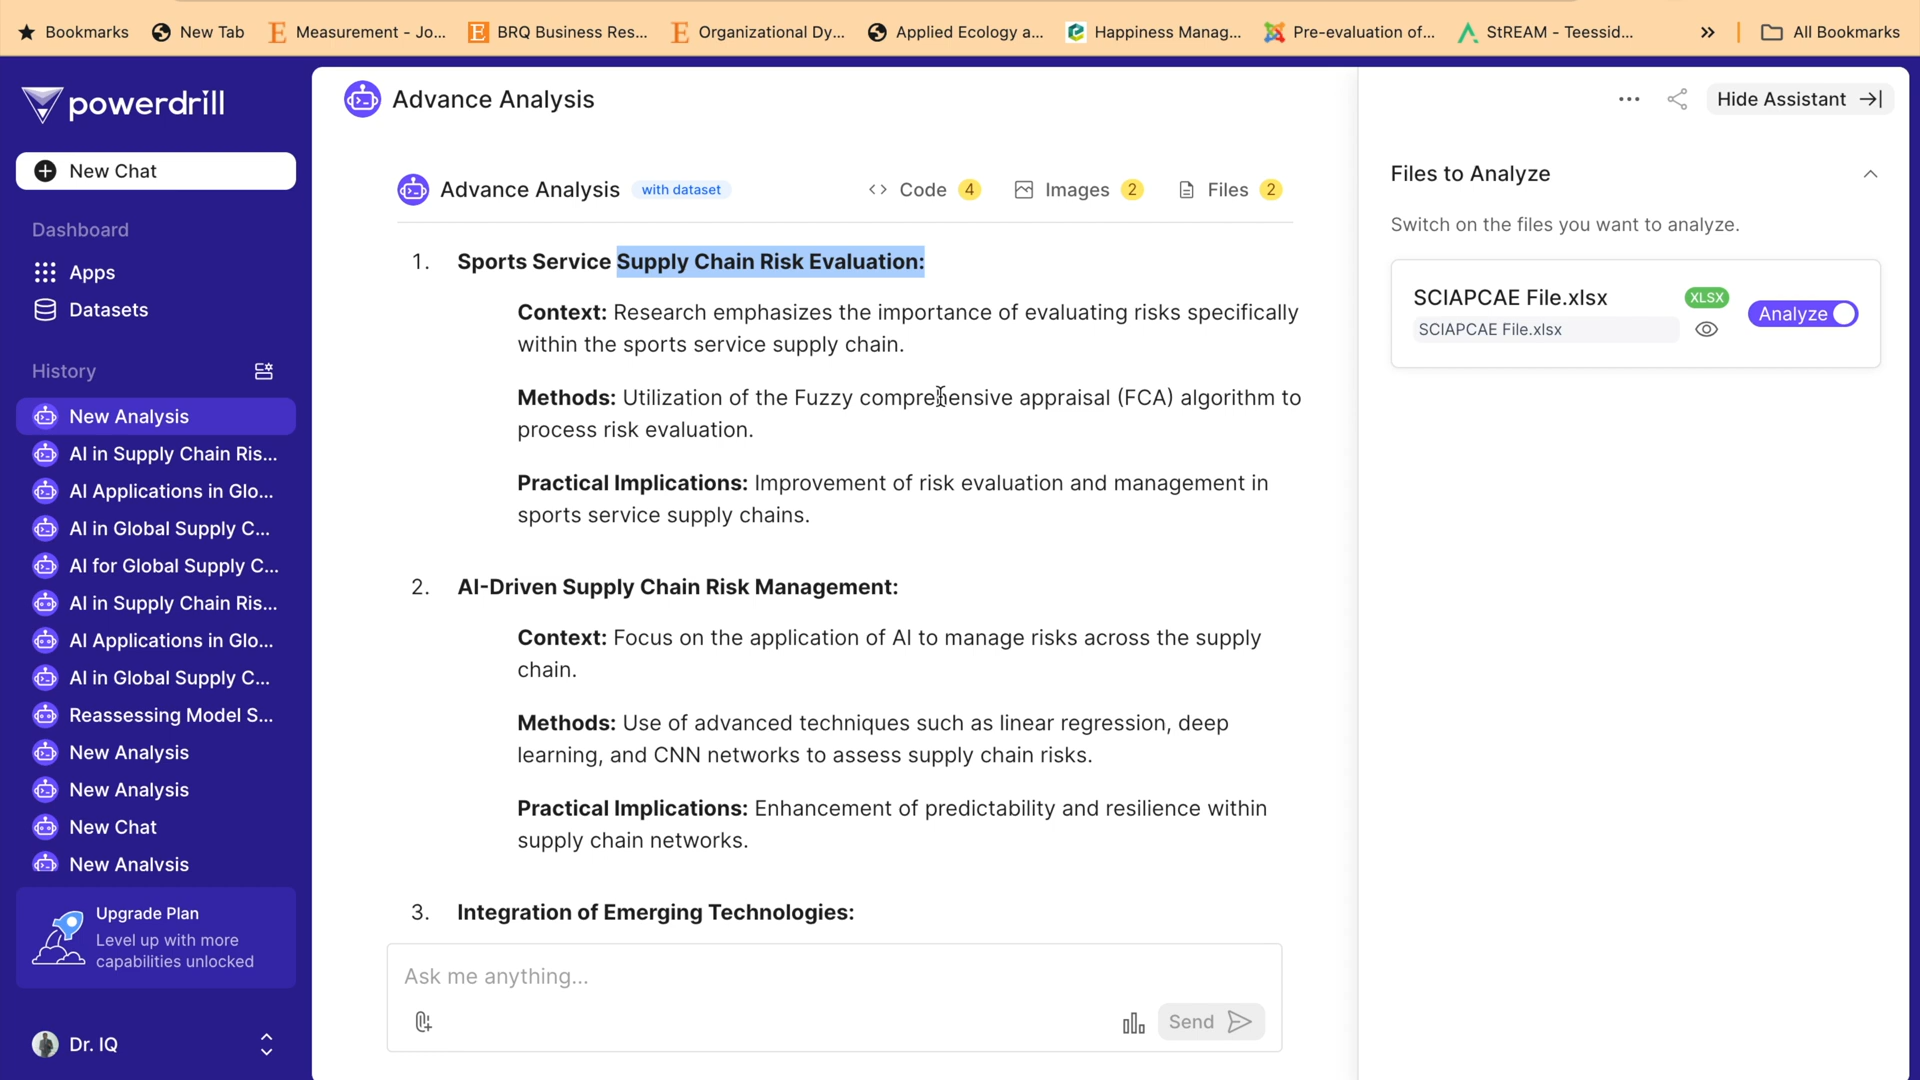 Bookmarks New Tab Measurement - Jo... BRQ Business Res... Organizational Dy... Applied Ecology a... Happiness Manag... Pre-evaluation of... StREAM - Teessid... » All Bookmarks
powerdrill
New Chat
Dashboard
Apps
Datasets
History
New Analysis
AI in Supply Chain Ris...
AI Applications in Glo...
AI in Global Supply C...
AI for Global Supply C...
AI in Supply Chain Ris...
AI Applications in Glo...
AI in Global Supply C...
Reassessing Model S...
New Analysis
New Analysis
New Chat
New Analysis
Upgrade Plan
Level up with more
capabilities unlocked
Dr. IQ
Advance Analysis
Advance Analysis with dataset <> Code 4 Images 2 Files 2
1. Sports Service Supply Chain Risk Evaluation:
Context: Research emphasizes the importance of evaluating risks specifically
within the sports service supply chain.
Methods: Utilization of the Fuzzy comprehensive appraisal (FCA) algorithm to
process risk evaluation.
Practical Implications: Improvement of risk evaluation and management in
sports service supply chains.
2. AI-Driven Supply Chain Risk Management:
Context: Focus on the application of AI to manage risks across the supply
chain.
Methods: Use of advanced techniques such as linear regression, deep
learning, and CNN networks to assess supply chain risks.
Practical Implications: Enhancement of predictability and resilience within
supply chain networks.
3. Integration of Emerging Technologies:
Ask me anything...
Send
... Hide Assistant
Files to Analyze
Switch on the files you want to analyze.
SCIAPCAE File.xlsx XLSX Analyze
SCIAPCAE File.xlsx